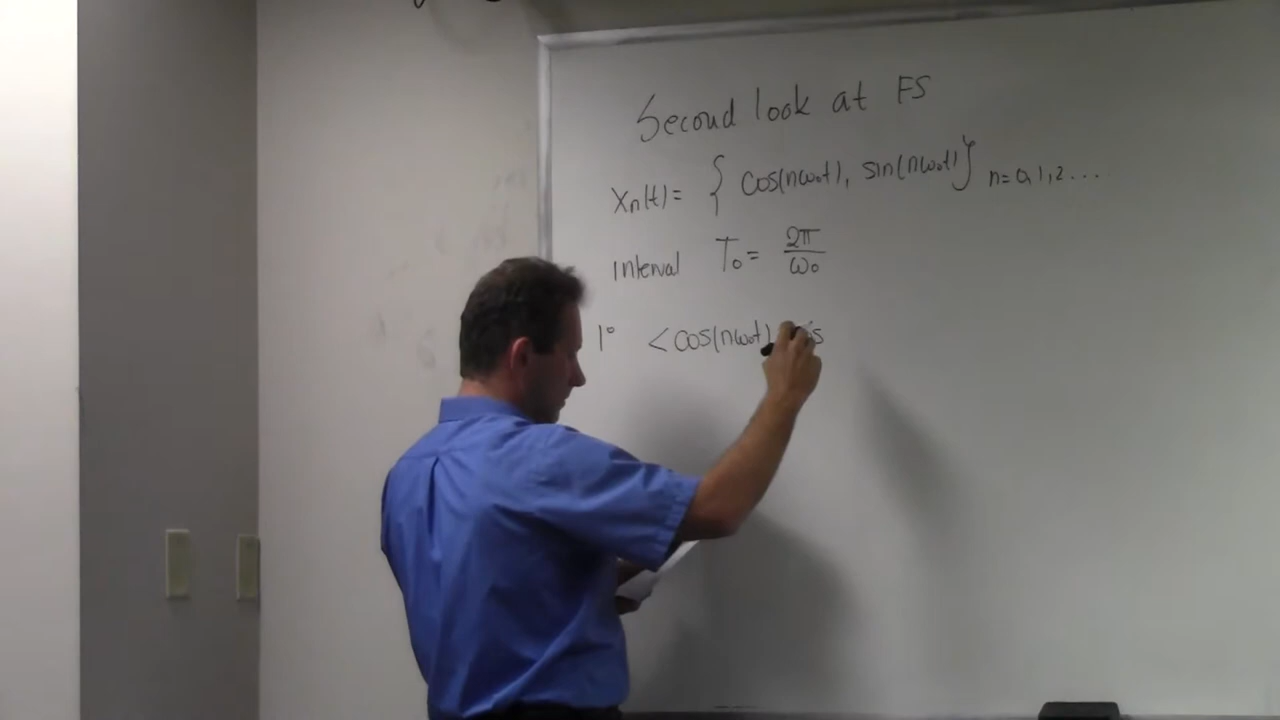 Second look at FS
Xn(t)= { cos(nω₀t), sin(nω₀t)} n=0,1,2...
interval T₀= 2π/ω₀
1° <cos(nω₀t)